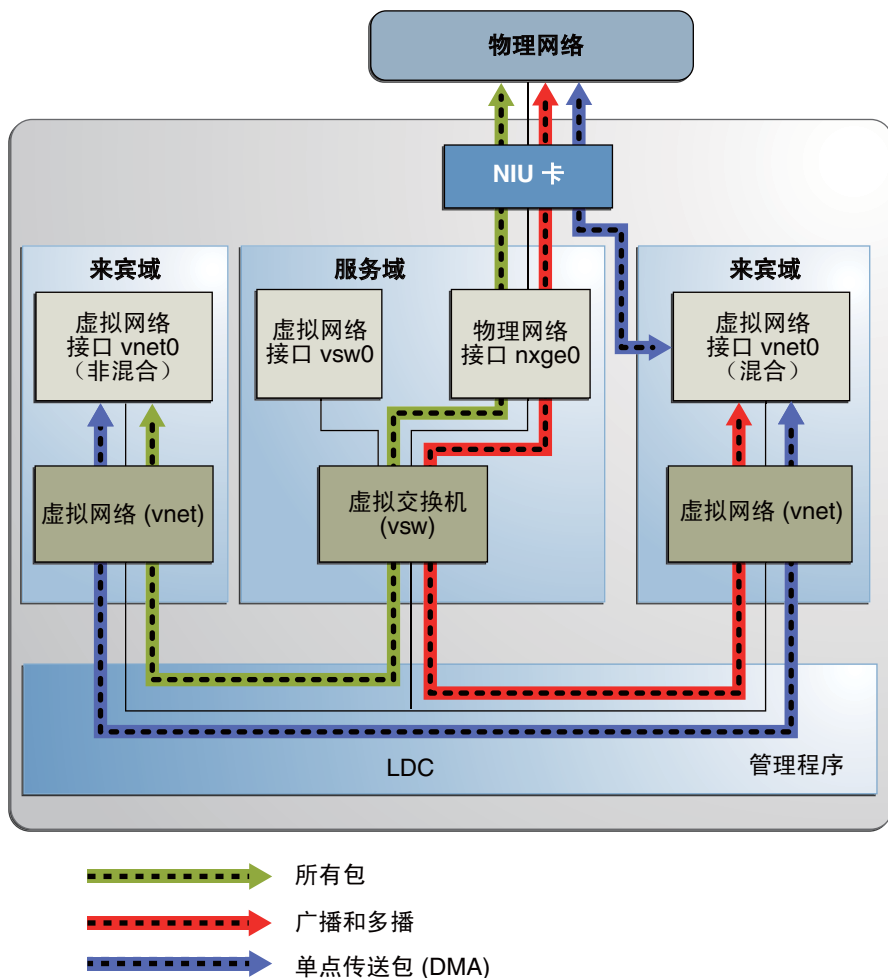 物理网络
NIU 卡
来宾域
服务域
来宾域
虚拟网络
接口 vnet0
（非混合）
虚拟网络
接口 vsw0
物理网络
接口 nxge0
虚拟网络
接口 vnet0
（混合）
虚拟网络 (vnet)
虚拟交换机
(vsw)
虚拟网络 (vnet)
LDC
管理程序
所有包
广播和多播
单点传送包 (DMA)